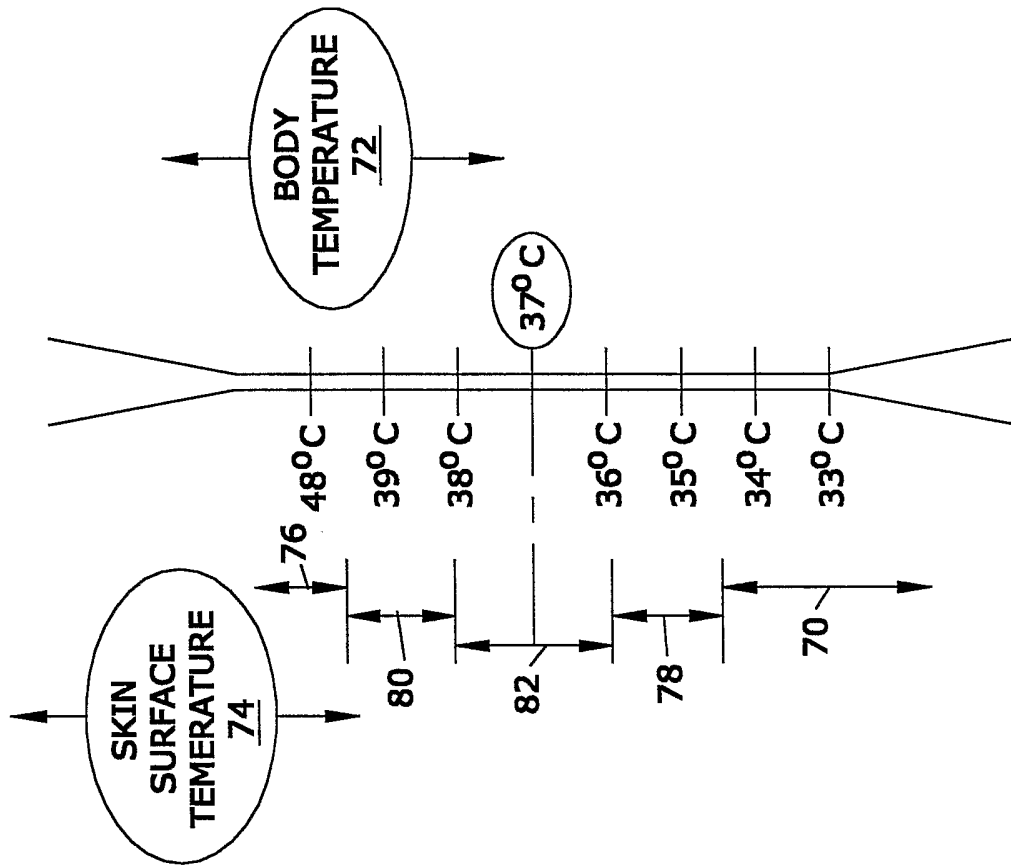 SKIN
SURFACE
TEMERATURE
74
BODY
TEMPERATURE
72
76
48°C
80
39°C
38°C
82
37°C
36°C
78
35°C
34°C
70
33°C